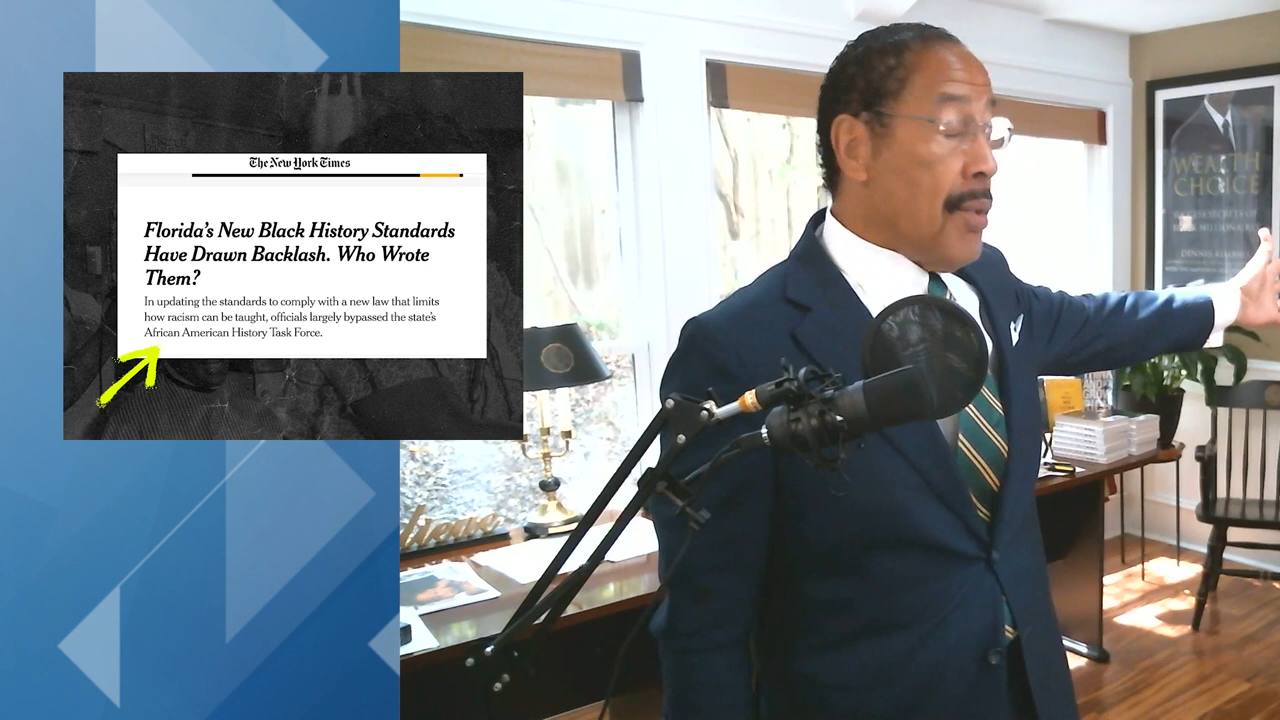 The New York Times
Florida's New Black History Standards
Have Drawn Backlash. Who Wrote
Them?
In updating the standards to comply with a new law that limits
how racism can be taught, officials largely bypassed the state's
African American History Task Force.
WEALTH
CHOICE
DENNIS